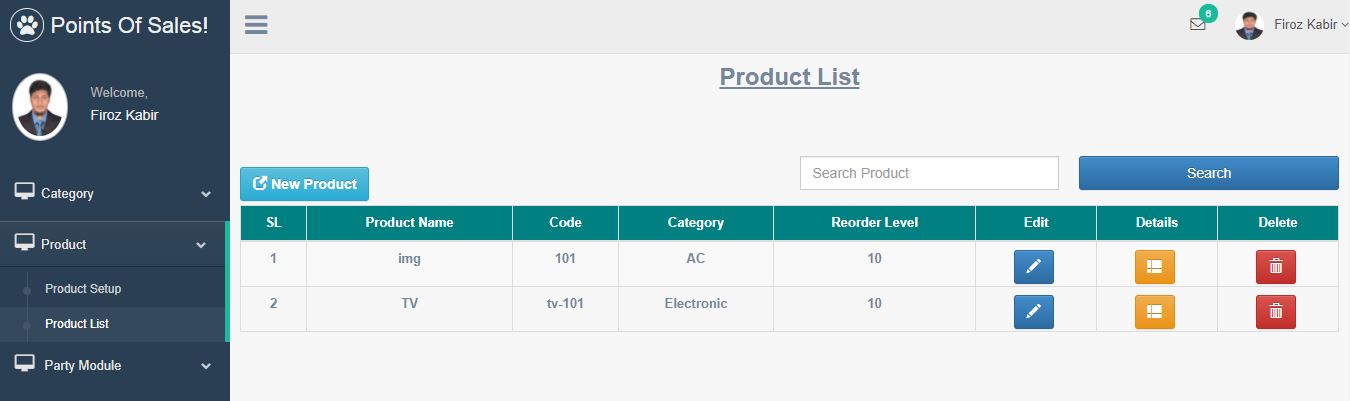 Points Of Sales!
6
Firoz Kabir
Welcome,
Firoz Kabir
Category
Product
Product Setup
Product List
Party Module
Product List
New Product
Search Product
Search
SL Product Name Code Category Reorder Level Edit Details Delete
1 img 101 AC 10
2 TV tv-101 Electronic 10